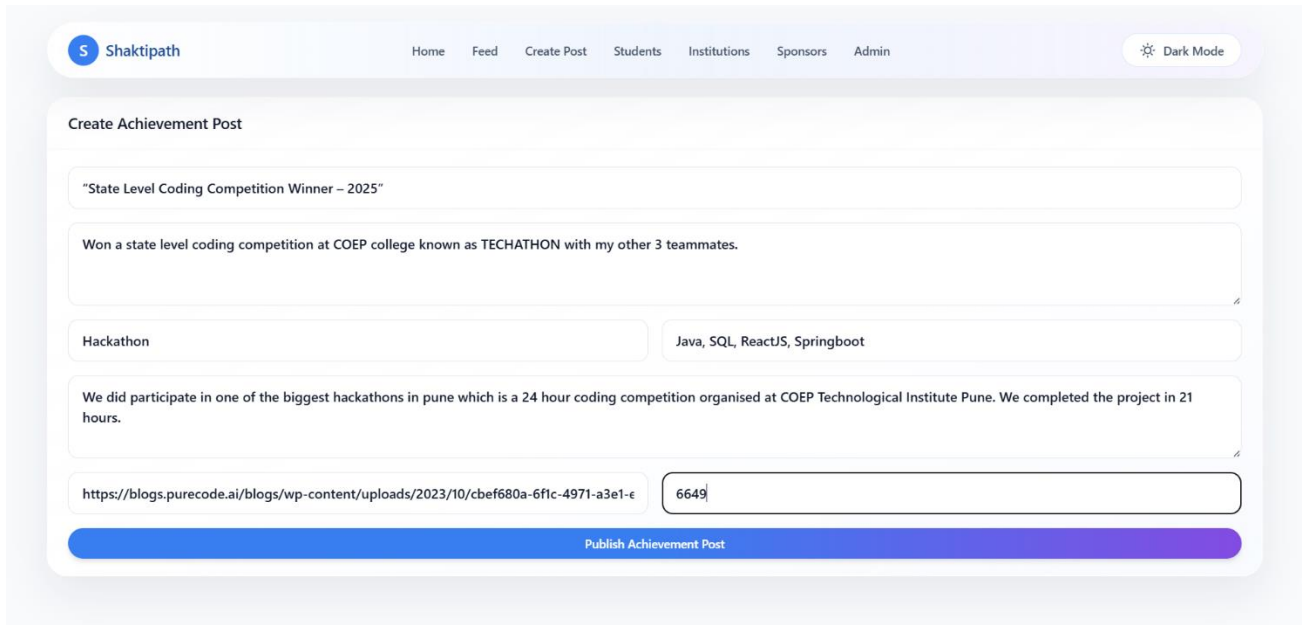 S Shaktipath
Home Feed Create Post Students Institutions Sponsors Admin
Dark Mode
Create Achievement Post
“State Level Coding Competition Winner – 2025”
Won a state level coding competition at COEP college known as TECHATHON with my other 3 teammates.
Hackathon
Java, SQL, ReactJS, Springboot
We did participate in one of the biggest hackathons in pune which is a 24 hour coding competition organised at COEP Technological Institute Pune. We completed the project in 21
hours.
https://blogs.purecode.ai/blogs/wp-content/uploads/2023/10/cbef680a-6f1c-4971-a3e1-e
6649
Publish Achievement Post